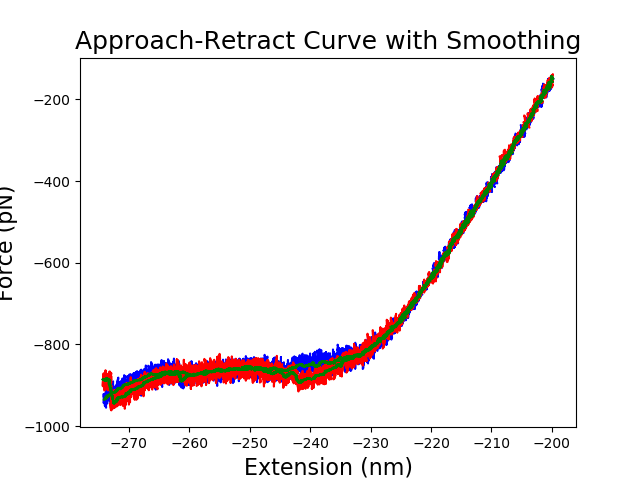 Approach-Retract Curve with Smoothing
Force (pN)
−200
−400
−600
−800
−1000
−270 −260 −250 −240 −230 −220 −210 −200
Extension (nm)